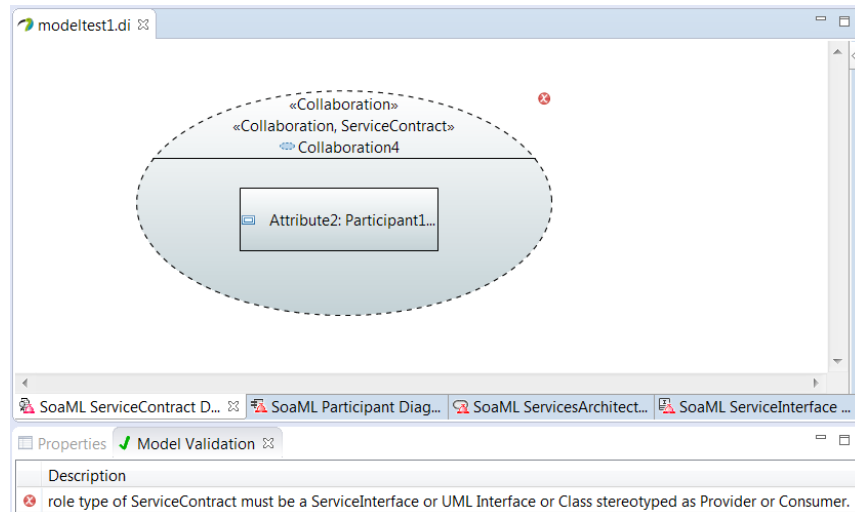 modeltest1.di
«Collaboration»
«Collaboration, ServiceContract»
Collaboration4
Attribute2: Participant1...
SoaML ServiceContract D... SoaML Participant Diag... SoaML ServicesArchitect... SoaML ServiceInterface ...
Properties Model Validation
Description
role type of ServiceContract must be a ServiceInterface or UML Interface or Class stereotyped as Provider or Consumer.